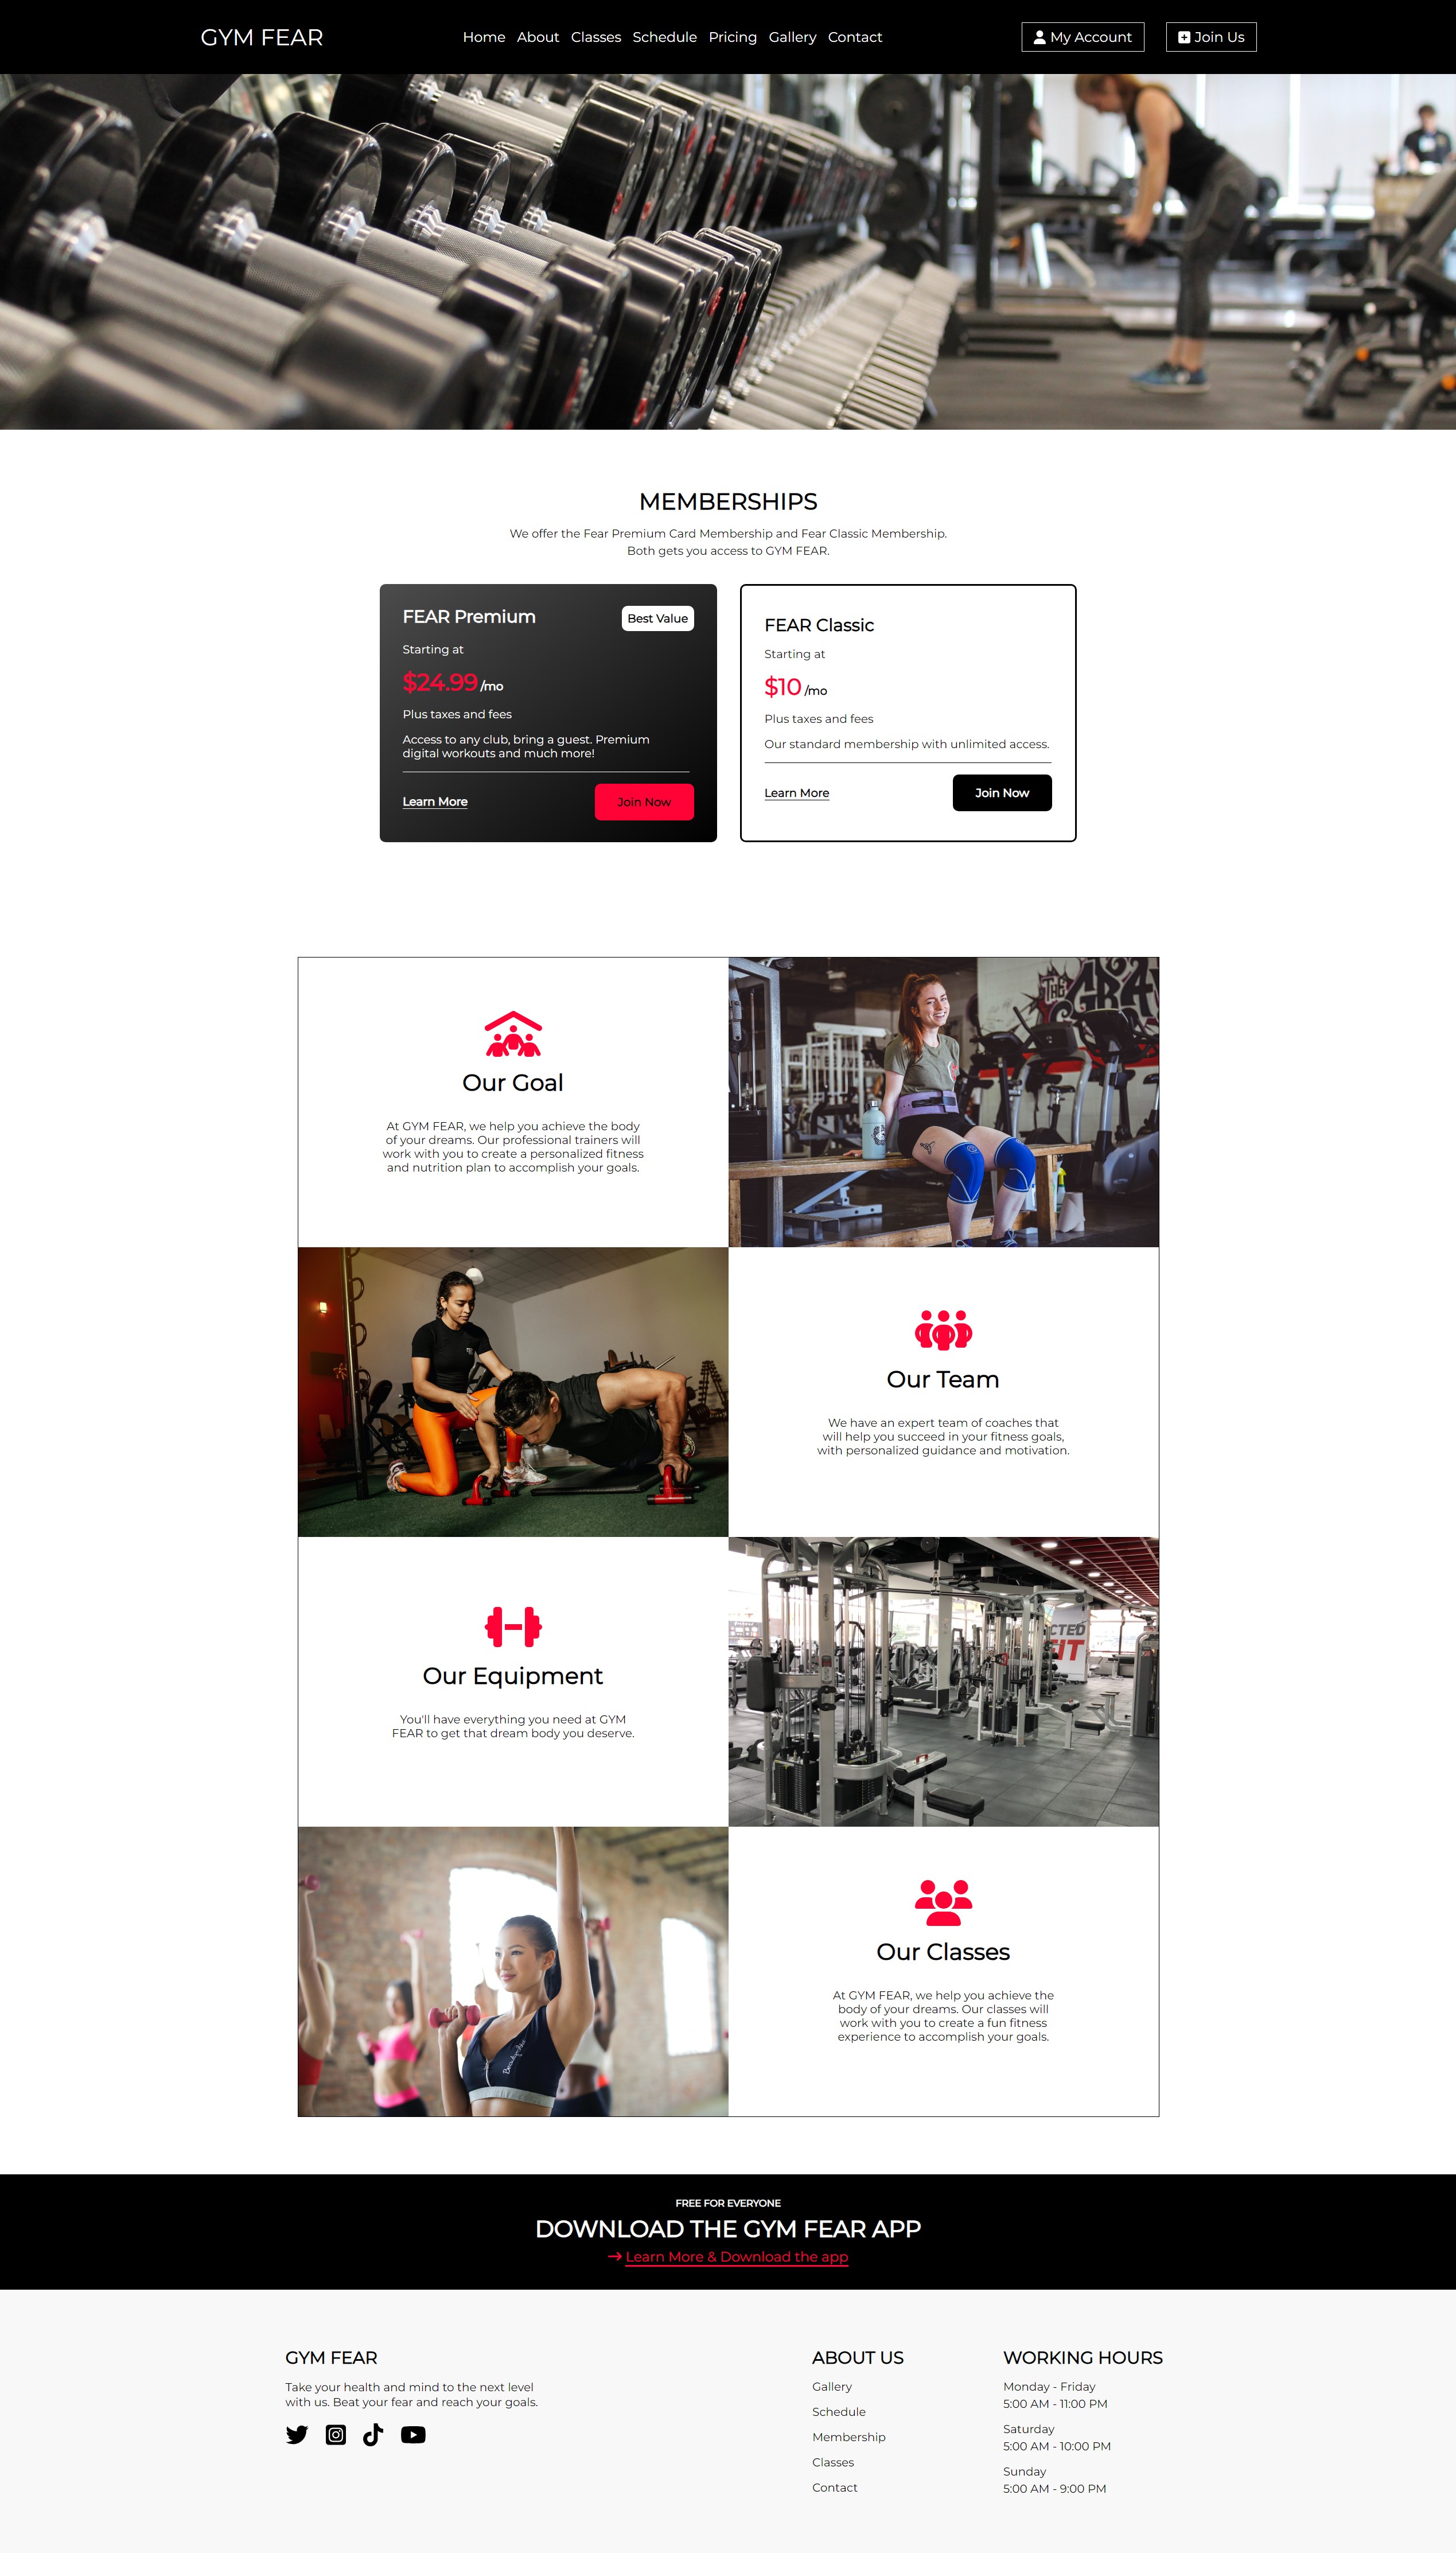 GYM FEAR
Home About Classes Schedule Pricing Gallery Contact
My Account
Join Us
MEMBERSHIPS
We offer the Fear Premium Card Membership and Fear Classic Membership.
Both gets you access to GYM FEAR.
FEAR Premium
Best Value
Starting at
$24.99 /mo
Plus taxes and fees
Access to any club, bring a guest. Premium
digital workouts and much more!
Learn More
Join Now
FEAR Classic
Starting at
$10 /mo
Plus taxes and fees
Our standard membership with unlimited access.
Learn More
Join Now
Our Goal
At GYM FEAR, we help you achieve the body
of your dreams. Our professional trainers will
work with you to create a personalized fitness
and nutrition plan to accomplish your goals.
Our Team
We have an expert team of coaches that
will help you succeed in your fitness goals,
with personalized guidance and motivation.
Our Equipment
You'll have everything you need at GYM
FEAR to get that dream body you deserve.
CTED
FIT
Our Classes
At GYM FEAR, we help you achieve the
body of your dreams. Our classes will
work with you to create a fun fitness
experience to accomplish your goals.
FREE FOR EVERYONE
DOWNLOAD THE GYM FEAR APP
→ Learn More & Download the app
GYM FEAR
Take your health and mind to the next level
with us. Beat your fear and reach your goals.
ABOUT US
Gallery
Schedule
Membership
Classes
Contact
WORKING HOURS
Monday - Friday
5:00 AM - 11:00 PM
Saturday
5:00 AM - 10:00 PM
Sunday
5:00 AM - 9:00 PM